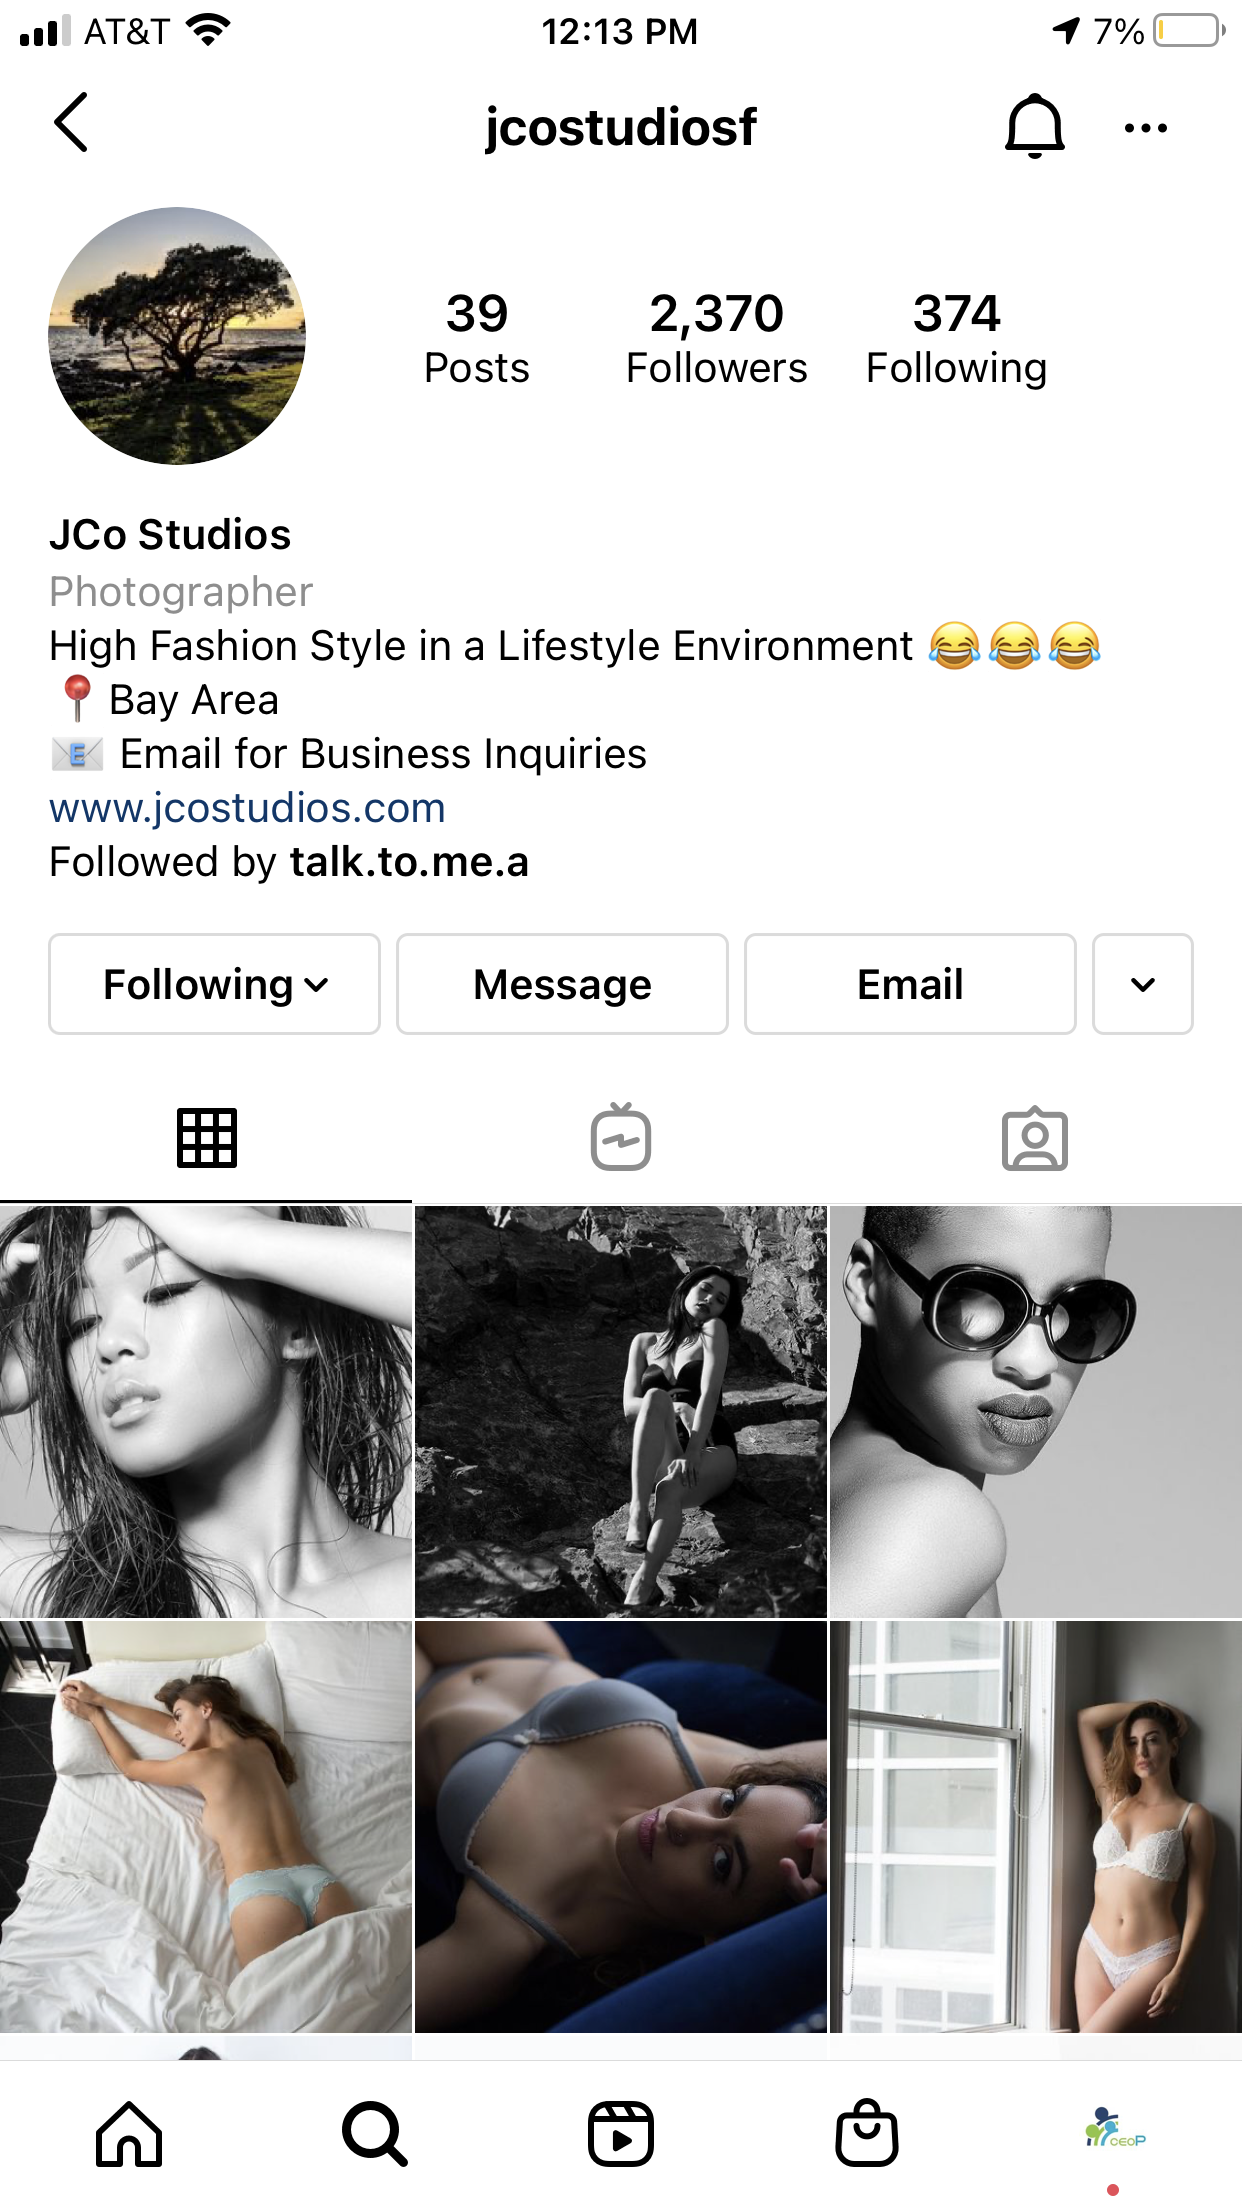 AT&T 12:13 PM 7%
jcostudiosf
39 2,370 374
Posts Followers Following
JCo Studios
Photographer
High Fashion Style in a Lifestyle Environment 😂😂😂
📍 Bay Area
📧 Email for Business Inquiries
www.jcostudios.com
Followed by talk.to.me.a
Following Message Email
CEOP